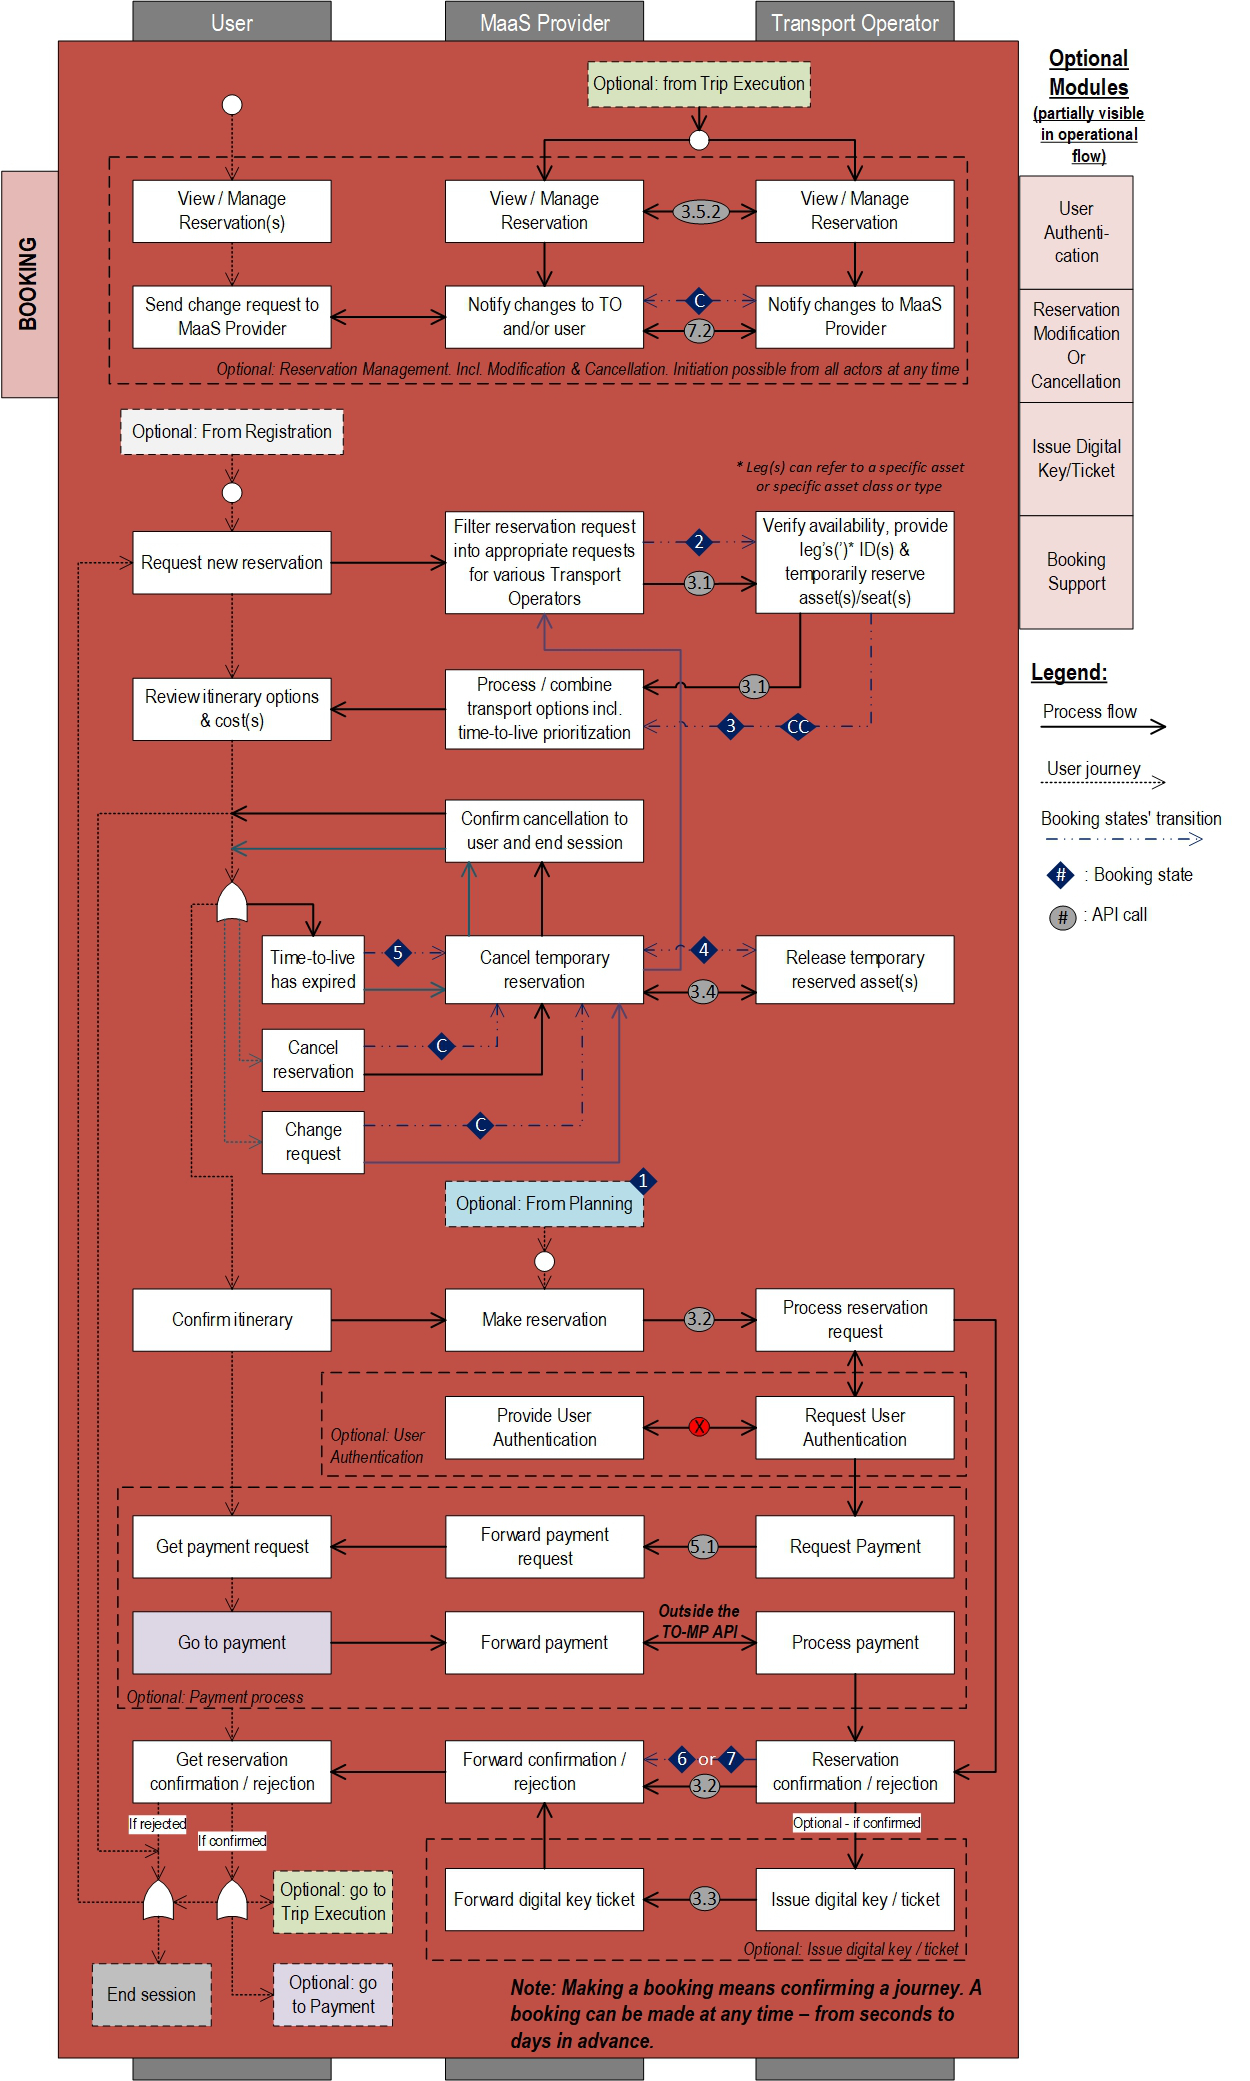 User
MaaS Provider
Transport Operator
BOOKING
Optional: from Trip Execution
View / Manage
Reservation(s)
View / Manage
Reservation
3.5.2
View / Manage
Reservation
Send change request to
MaaS Provider
Notify changes to TO
and/or user
C
7.2
Notify changes to MaaS
Provider
Optional: Reservation Management. Incl. Modification & Cancellation. Initiation possible from all actors at any time
Optional: From Registration
* Leg(s) can refer to a specific asset
or specific asset class or type
Request new reservation
Filter reservation request
into appropriate requests
for various Transport
Operators
2
3.1
Verify availability, provide
leg's(')* ID(s) &
temporarily reserve
asset(s)/seat(s)
Review itinerary options
& cost(s)
Process / combine
transport options incl.
time-to-live prioritization
3.1
3
CC
Confirm cancellation to
user and end session
Time-to-live
has expired
5
Cancel temporary
reservation
4
3.4
Release temporary
reserved asset(s)
Cancel
reservation
C
Change
request
C
1
Optional: From Planning
Confirm itinerary
Make reservation
3.2
Process reservation
request
Optional: User
Authentication
Provide User
Authentication
X
Request User
Authentication
Get payment request
Forward payment
request
5.1
Request Payment
Go to payment
Forward payment
Outside the
TO-MP API
Process payment
Optional: Payment process
Get reservation
confirmation / rejection
Forward confirmation /
rejection
6 or 7
3.2
Reservation
confirmation / rejection
If rejected
If confirmed
Optional - if confirmed
Optional: go to
Trip Execution
Forward digital key ticket
3.3
Issue digital key / ticket
Optional: Issue digital key / ticket
End session
Optional: go
to Payment
Note: Making a booking means confirming a journey. A
booking can be made at any time – from seconds to
days in advance.
Optional
Modules
(partially visible
in operational
flow)
User
Authenti-
cation
Reservation
Modification
Or
Cancellation
Issue Digital
Key/Ticket
Booking
Support
Legend:
Process flow
User journey
Booking states' transition
# : Booking state
# : API call